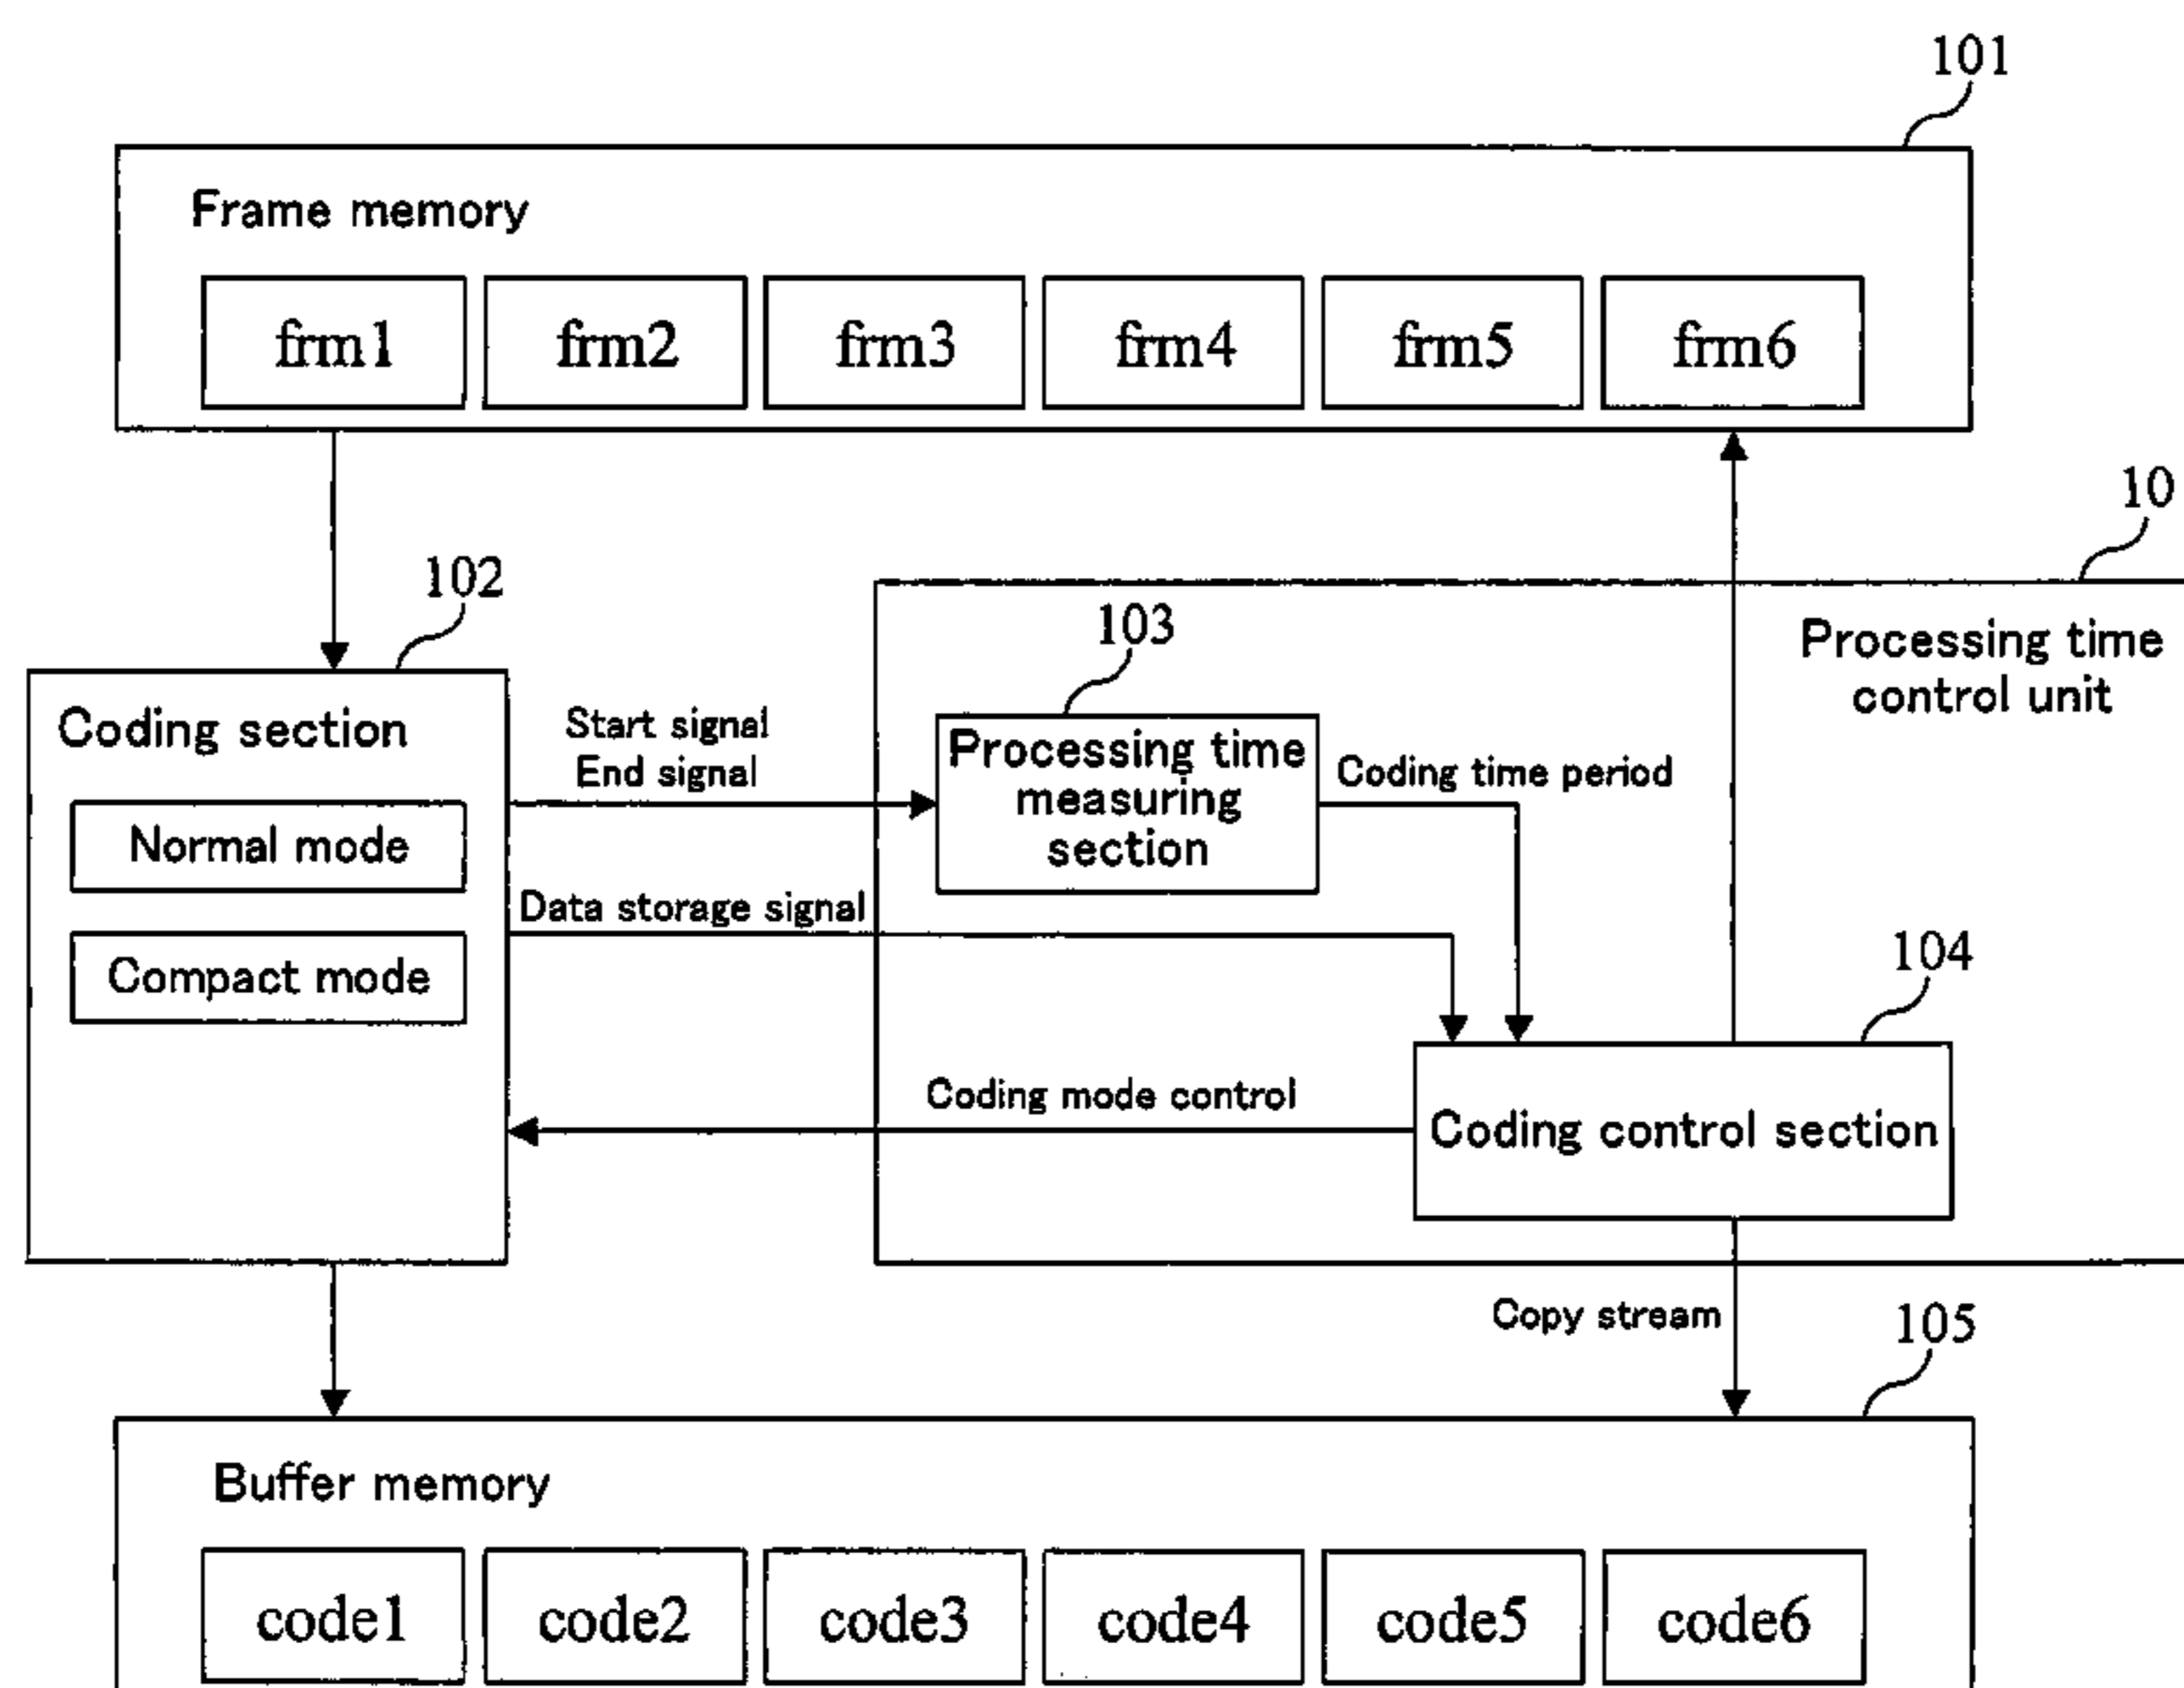 101
Frame memory
frm1 frm2 frm3 frm4 frm5 frm6
10
102
103
Processing time
control unit
Coding section
Start signal
End signal
Processing time
measuring
section
Coding time period
Normal mode
Data storage signal
Compact mode
104
Coding mode control
Coding control section
Copy stream
105
Buffer memory
code1 code2 code3 code4 code5 code6